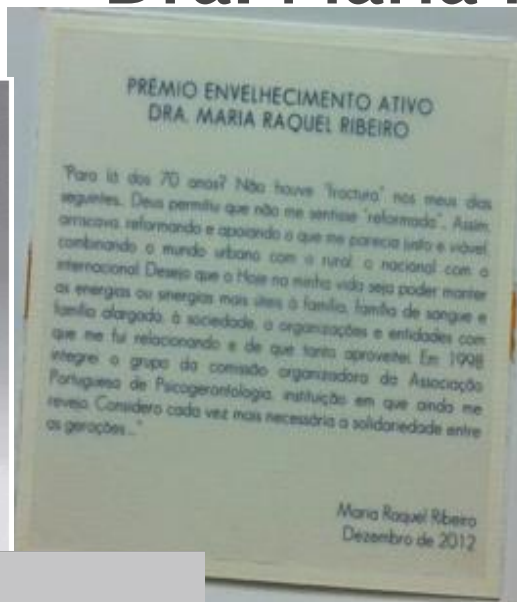 PRÉMIO ENVELHECIMENTO ATIVO
DRA. MARIA RAQUEL RIBEIRO
"Para lá dos 70 anos? Não houve "fractura" nos meus dias
seguintes... Deus permitiu que não me sentisse "reformada". Assim
arriscava, reformando e apoiando o que me parecia justo e viável,
combinando o mundo urbano com o rural, o nacional com o
internacional. Desejo que o Hoje na minha vida seja poder manter
as energias ou sinergias mais úteis à família, família de sangue e
família alargada, à sociedade, a organizações e entidades com
que me fui relacionando e de que tanto aproveitei. Em 1998
integrei o grupo da comissão organizadora da Associação
Portuguesa de Psicogerontologia, instituição em que ainda me
revejo. Considero cada vez mais necessária a solidariedade entre
as gerações..."
Maria Raquel Ribeiro
Dezembro de 2012